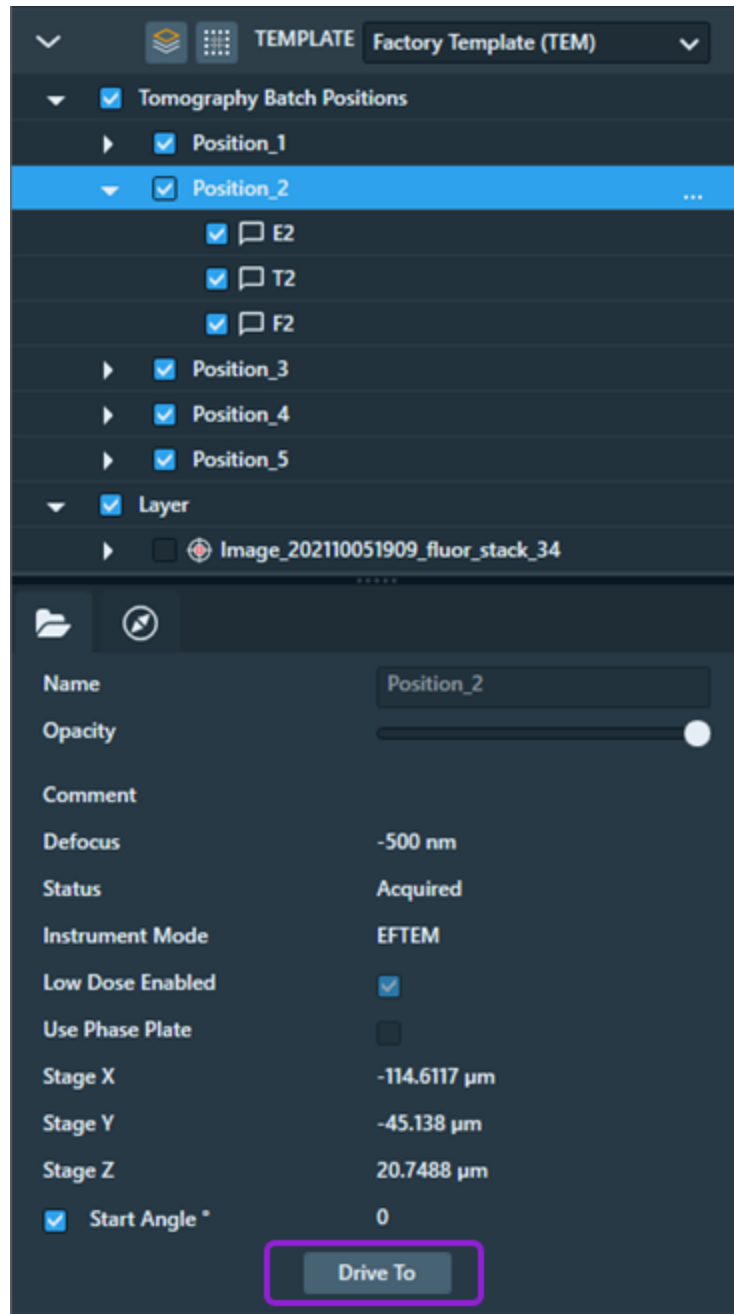 TEMPLATE Factory Template (TEM)
Tomography Batch Positions
Position_1
Position_2 ...
E2
T2
F2
Position_3
Position_4
Position_5
Layer
Image_202110051909_fluor_stack_34
Name Position_2
Opacity
Comment
Defocus -500 nm
Status Acquired
Instrument Mode EFTEM
Low Dose Enabled
Use Phase Plate
Stage X -114.6117 µm
Stage Y -45.138 µm
Stage Z 20.7488 µm
Start Angle ° 0
Drive To